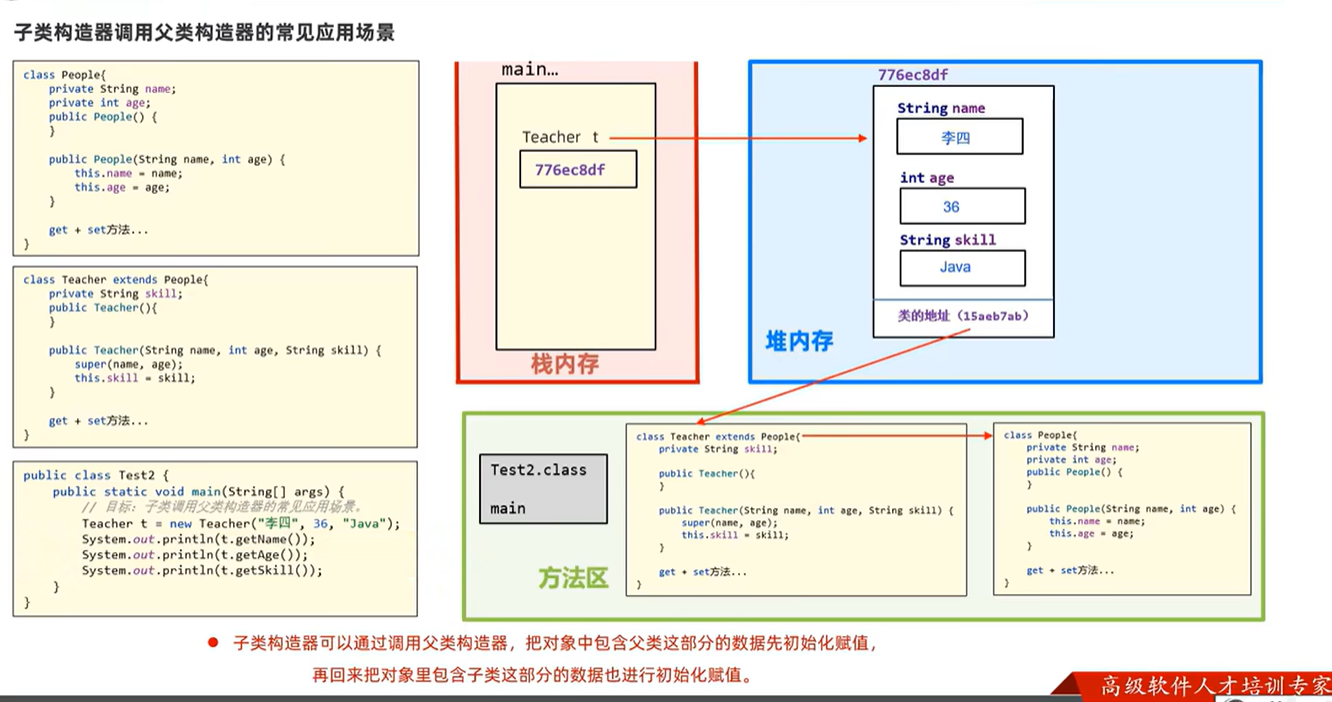 子类构造器调用父类构造器的常见应用场景
class People{
private String name;
private int age;
public People() {
}
public People(String name, int age) {
this.name = name;
this.age = age;
}
get + set方法...
}
class Teacher extends People{
private String skill;
public Teacher(){
}
public Teacher(String name, int age, String skill) {
super(name, age);
this.skill = skill;
}
get + set方法...
}
public class Test2 {
public static void main(String[] args) {
// 目标：子类调用父类构造器的常见应用场景。
Teacher t = new Teacher("李四", 36, "Java");
System.out.println(t.getName());
System.out.println(t.getAge());
System.out.println(t.getSkill());
}
}
main…
Teacher t
776ec8df
栈内存
776ec8df
String name
李四
int age
36
String skill
Java
类的地址（15aeb7ab）
堆内存
Test2.class
main
方法区
class Teacher extends People{
private String skill;
public Teacher(){
}
public Teacher(String name, int age, String skill) {
super(name, age);
this.skill = skill;
}
get + set方法...
}
class People{
private String name;
private int age;
public People() {
}
public People(String name, int age) {
this.name = name;
this.age = age;
}
get + set方法...
}
子类构造器可以通过调用父类构造器，把对象中包含父类这部分的数据先初始化赋值，
再回来把对象里包含子类这部分的数据也进行初始化赋值。
高级软件人才培训专家